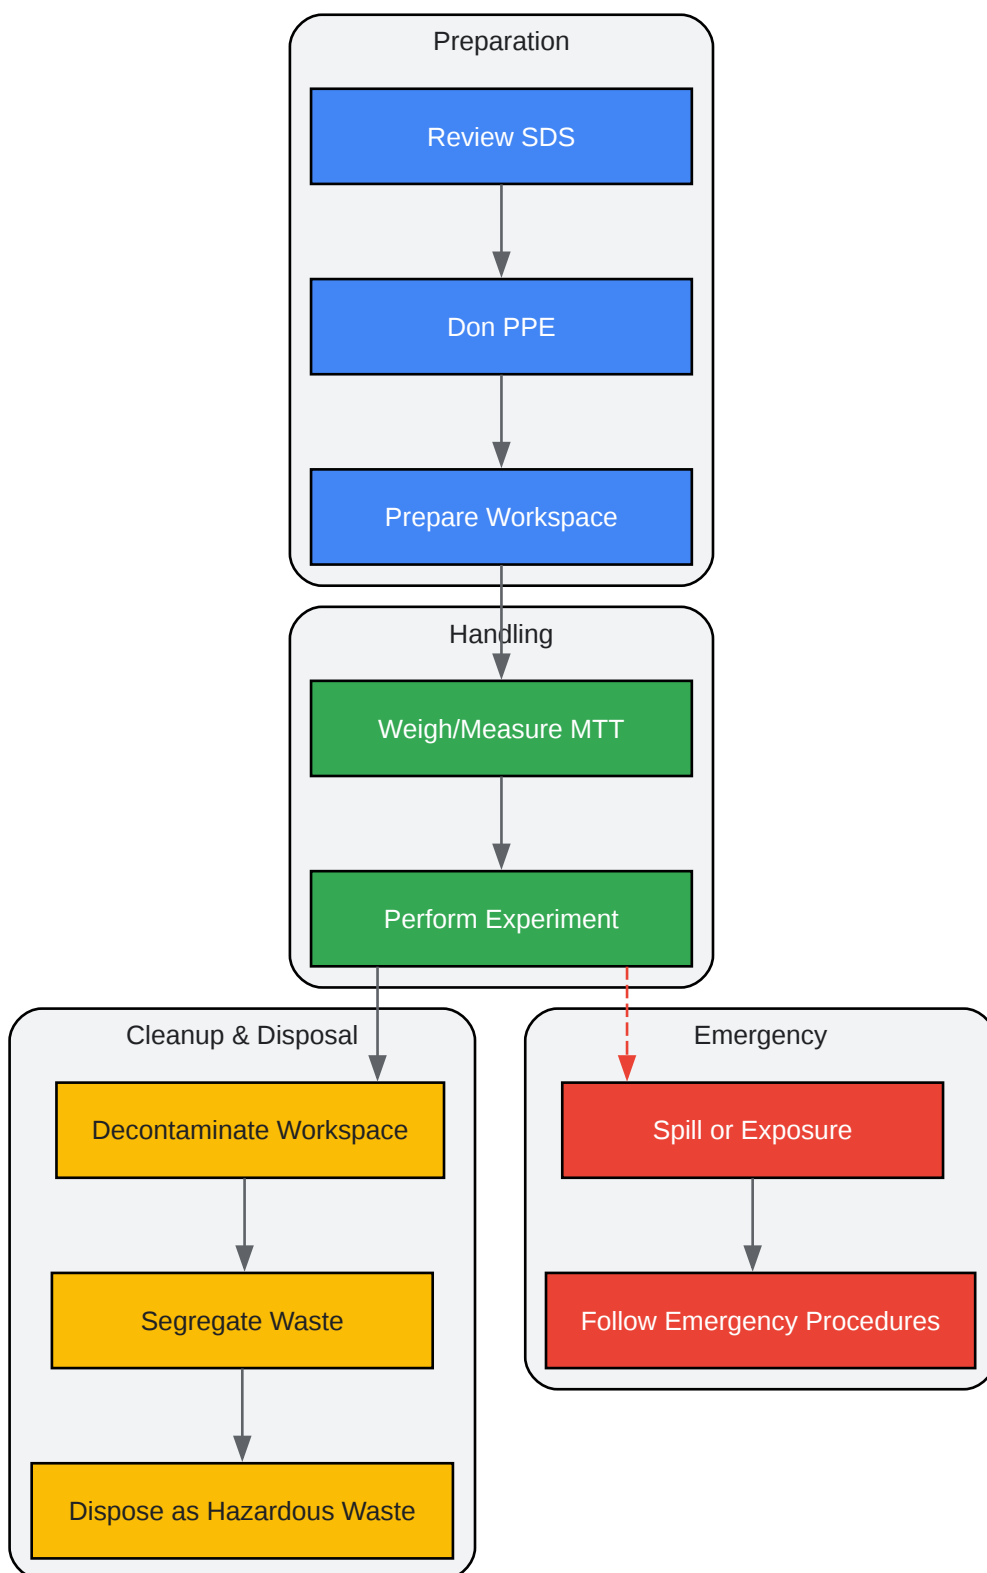 Preparation
Review SDS
Don PPE
Prepare Workspace
Handling
Weigh/Measure MTT
Perform Experiment
Cleanup & Disposal
Decontaminate Workspace
Segregate Waste
Dispose as Hazardous Waste
Emergency
Spill or Exposure
Follow Emergency Procedures